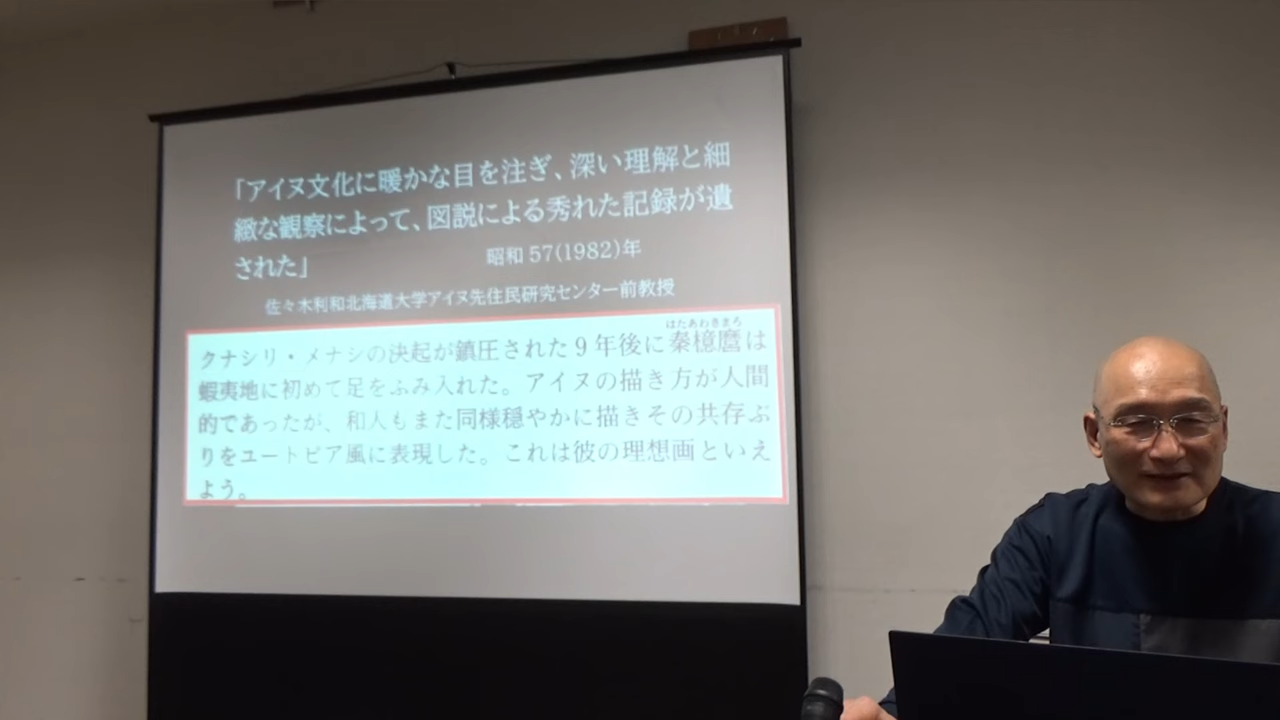 「アイヌ文化に暖かな目を注ぎ、深い理解と細
緻な観察によって、図説による秀れた記録が遺
された」
昭和 57(1982)年
佐々木利和北海道大学アイヌ先住民研究センター前教授
はたあわきまろ
クナシリ・メナシの決起が鎮圧された9年後に秦檍麿は
蝦夷地に初めて足をふみ入れた。アイヌの描き方が人間
的であったが、和人もまた同様穏やかに描きその共存ぶ
りをユートピア風に表現した。これは彼の理想画といえ
よう。